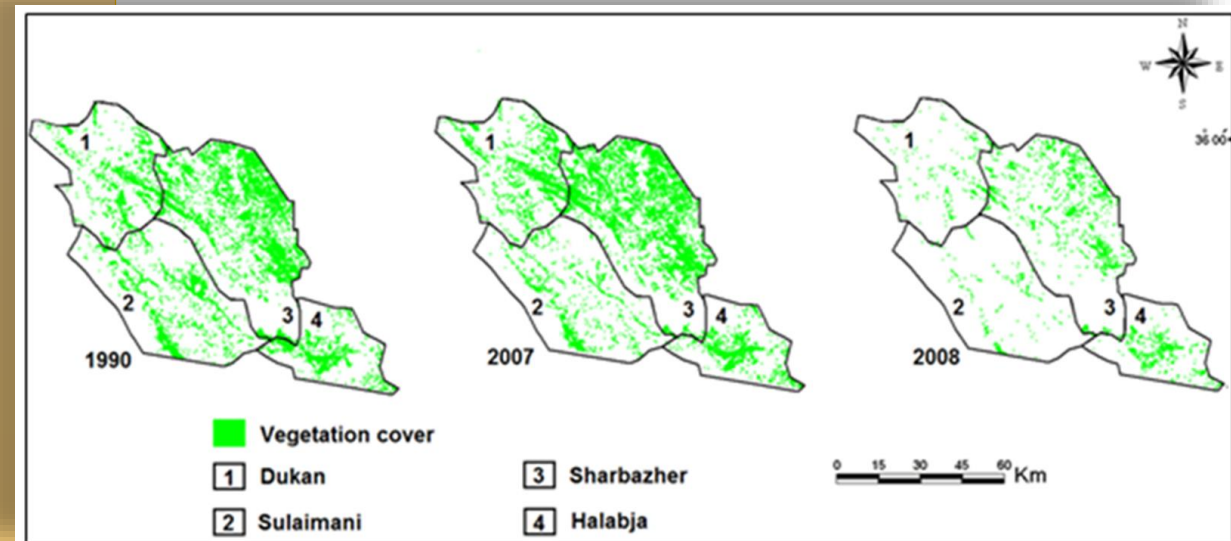 N
W E
S
36°00'
1 1 1
2 3 4 2 3 4 2 3 4
1990 2007 2008
Vegetation cover
1 Dukan 3 Sharbazher
2 Sulaimani 4 Halabja
0 15 30 45 60 Km